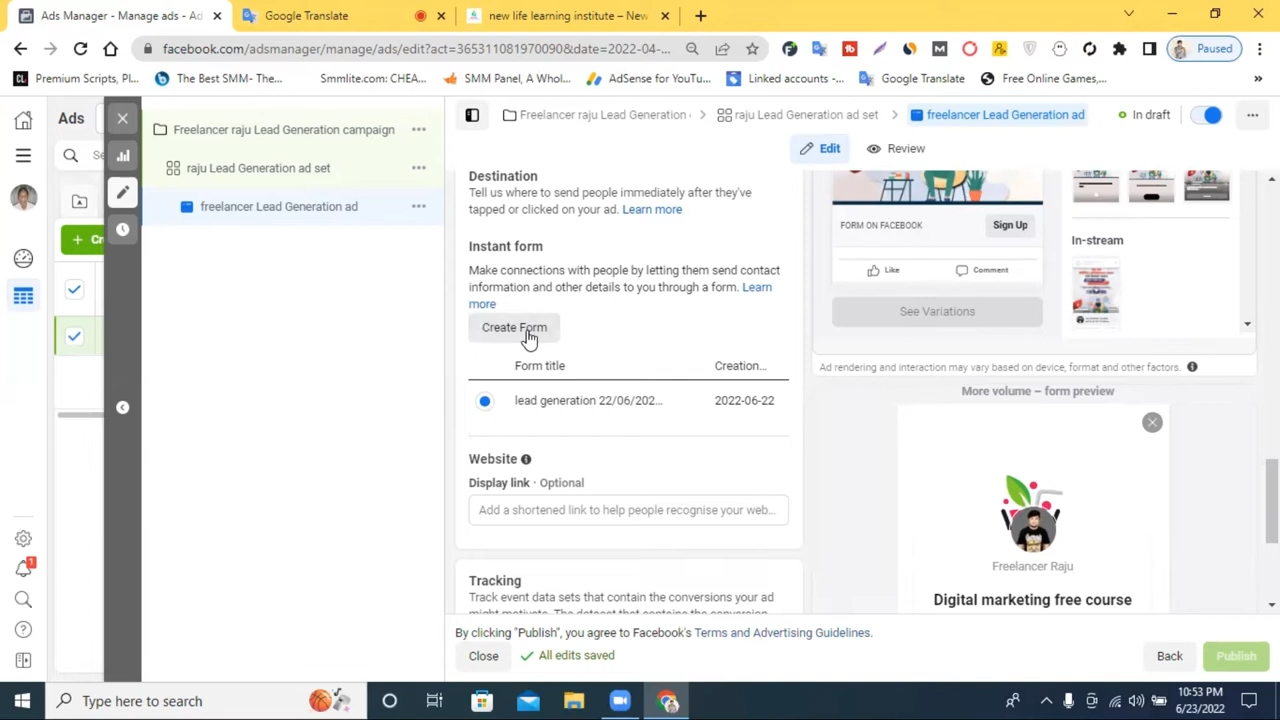 Ads Manager - Manage ads - Ads
Google Translate
new life learning institute – New
facebook.com/adsmanager/manage/ads/edit?act=365311081970090&date=2022-04-...
Paused
Premium Scripts, Pl...
The Best SMM- The...
Smmlite.com: CHEA...
SMM Panel, A Whol...
AdSense for YouTu...
Linked accounts -...
Google Translate
Free Online Games,...
Ads
Freelancer raju Lead Generation campaign
raju Lead Generation ad set
freelancer Lead Generation ad
Freelancer raju Lead Generation
raju Lead Generation ad set
freelancer Lead Generation ad
In draft
Edit
Review
Destination
Tell us where to send people immediately after they've
tapped or clicked on your ad. Learn more
Instant form
Make connections with people by letting them send contact
information and other details to you through a form. Learn
more
Create Form
Form title
Creation...
lead generation 22/06/202...
2022-06-22
Website
Display link · Optional
Add a shortened link to help people recognise your web...
Tracking
Track event data sets that contain the conversions your ad
might motivate. The dataset that contains the conversion
FORM ON FACEBOOK
Sign Up
Like
Comment
See Variations
In-stream
Ad rendering and interaction may vary based on device, format and other factors.
More volume – form preview
Freelancer Raju
Digital marketing free course
By clicking "Publish", you agree to Facebook's Terms and Advertising Guidelines.
Close
All edits saved
Back
Publish
Type here to search
10:53 PM
6/23/2022